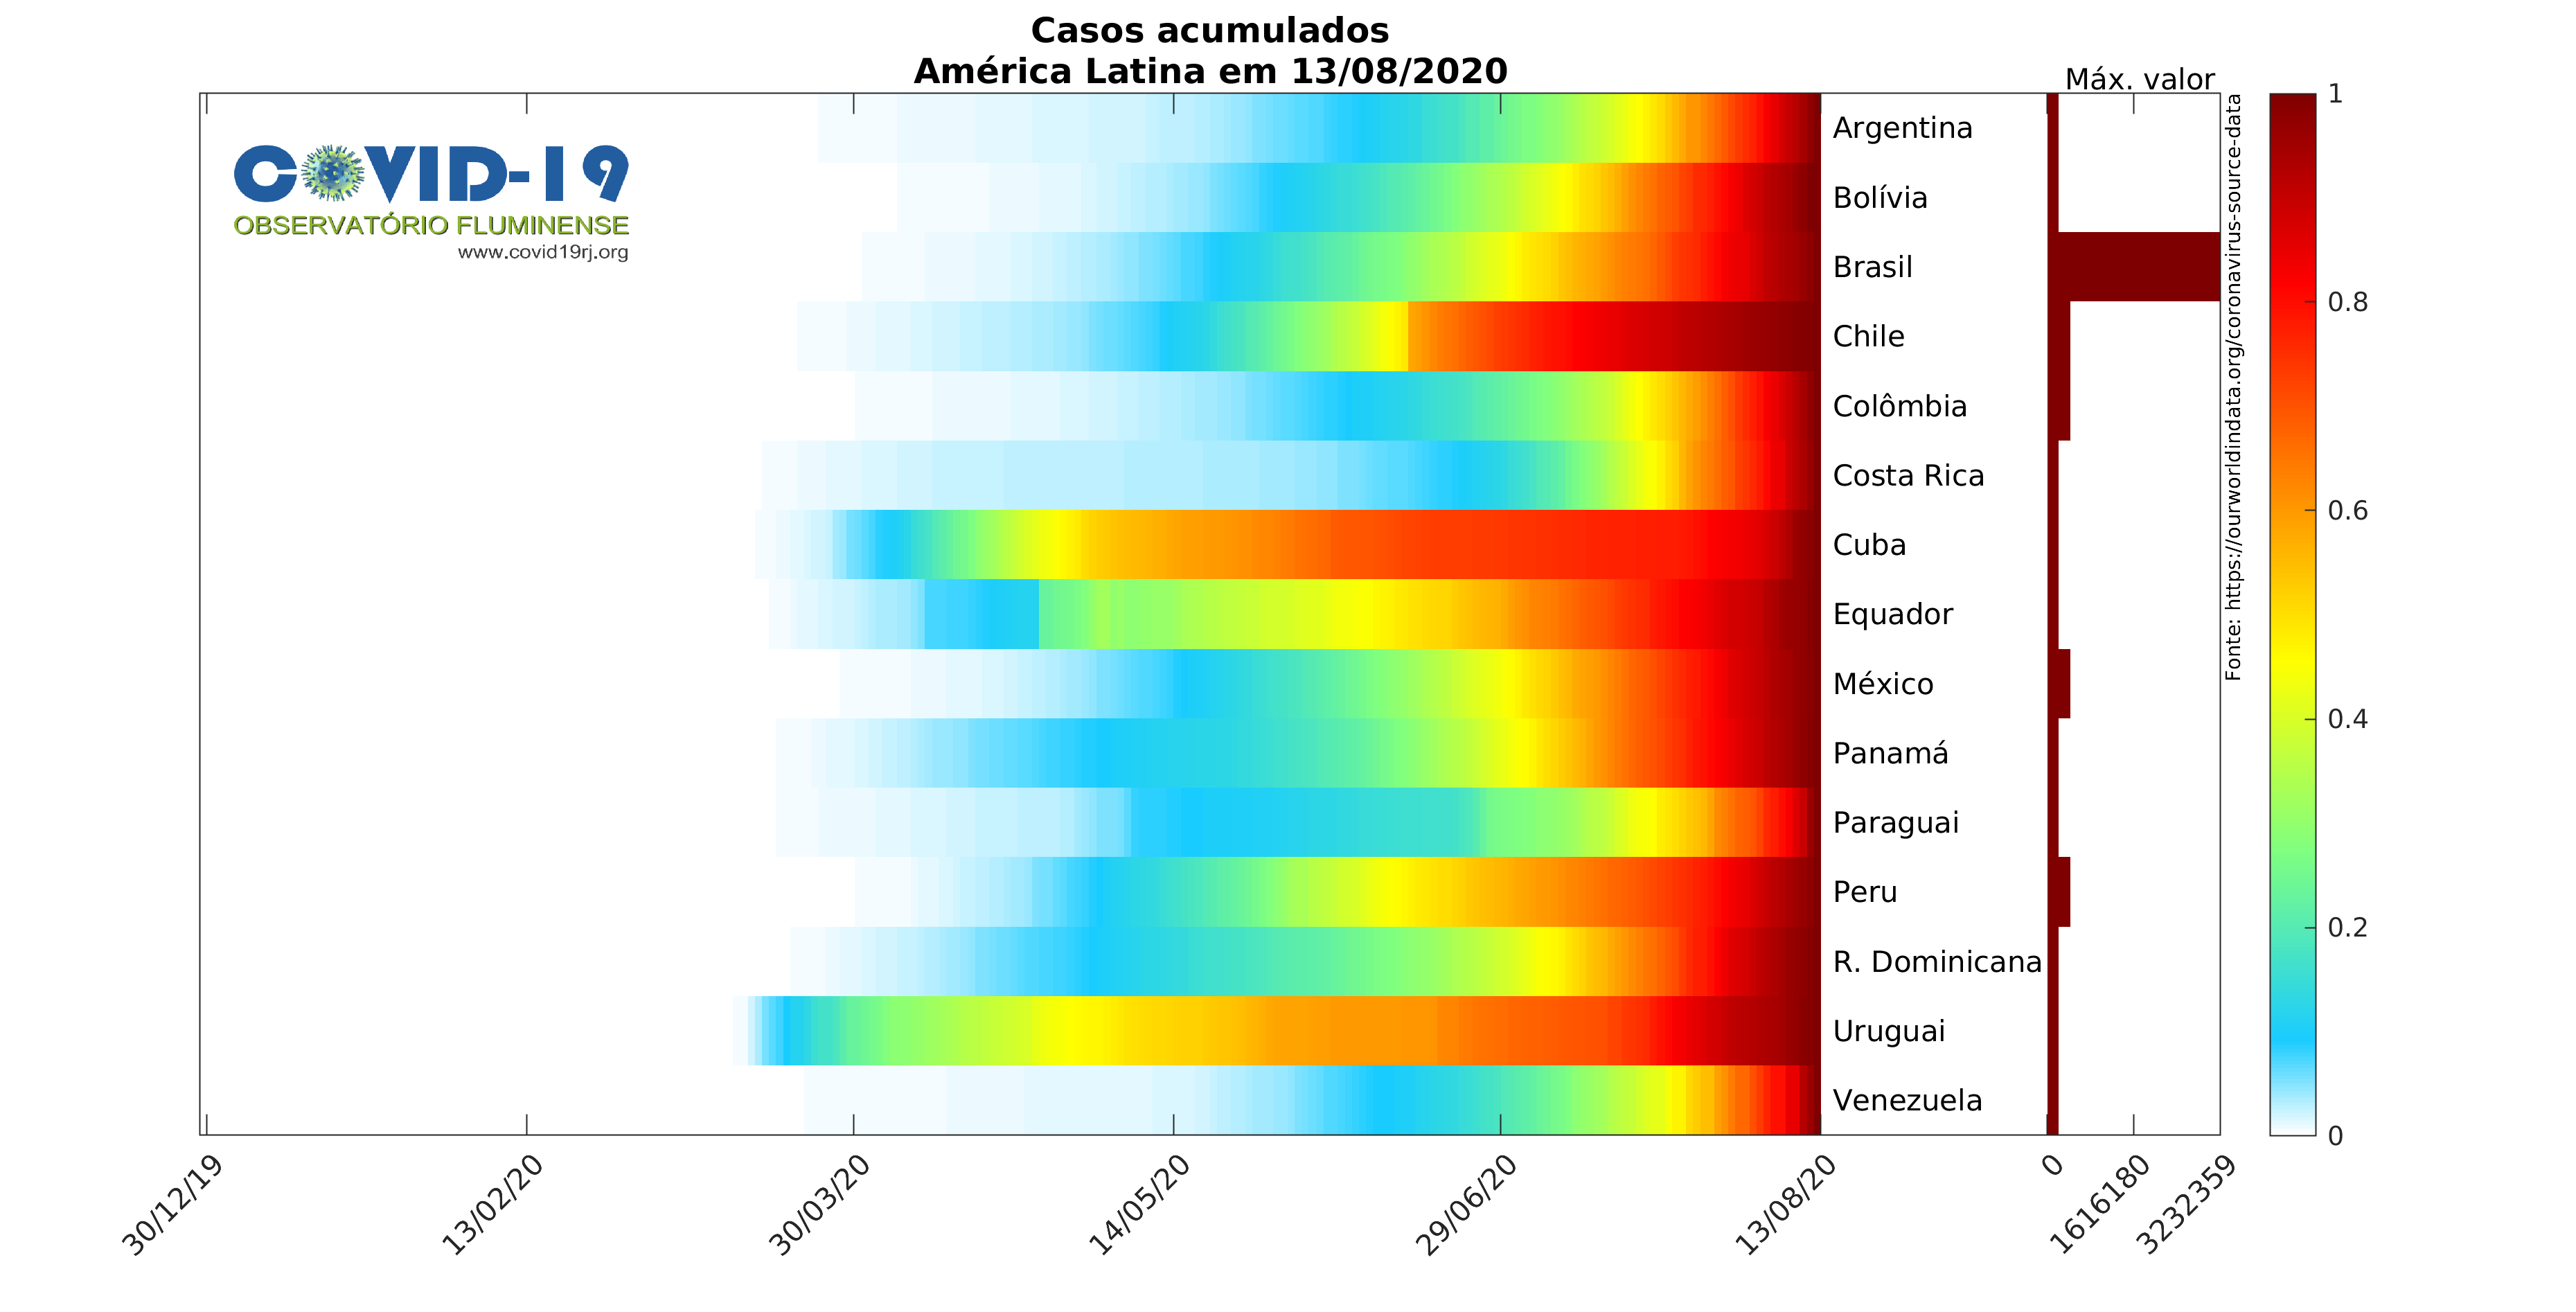 Casos acumulados
América Latina em 13/08/2020
COVID-19
OBSERVATÓRIO FLUMINENSE
www.covid19rj.org
Argentina
Bolívia
Brasil
Chile
Colômbia
Costa Rica
Cuba
Equador
México
Panamá
Paraguai
Peru
R. Dominicana
Uruguai
Venezuela
30/12/19
13/02/20
30/03/20
14/05/20
29/06/20
13/08/20
Máx. valor
0
1616180
3232359
Fonte: https://ourworldindata.org/coronavirus-source-data
1
0.8
0.6
0.4
0.2
0